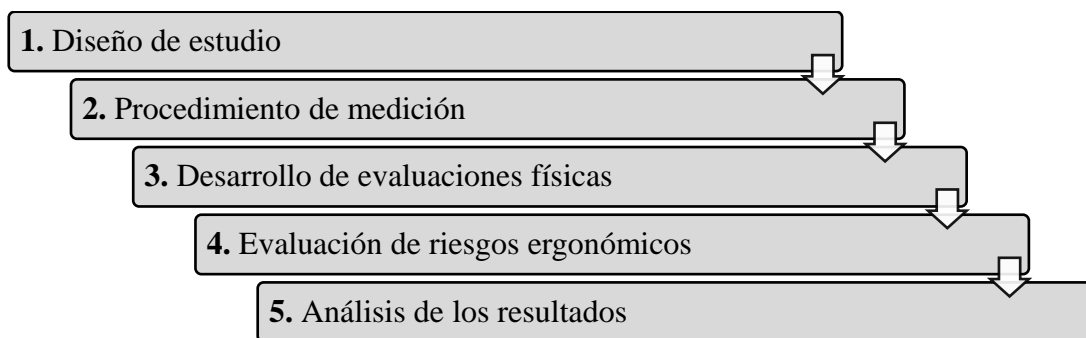 1. Diseño de estudio
2. Procedimiento de medición
3. Desarrollo de evaluaciones físicas
4. Evaluación de riesgos ergonómicos
5. Análisis de los resultados